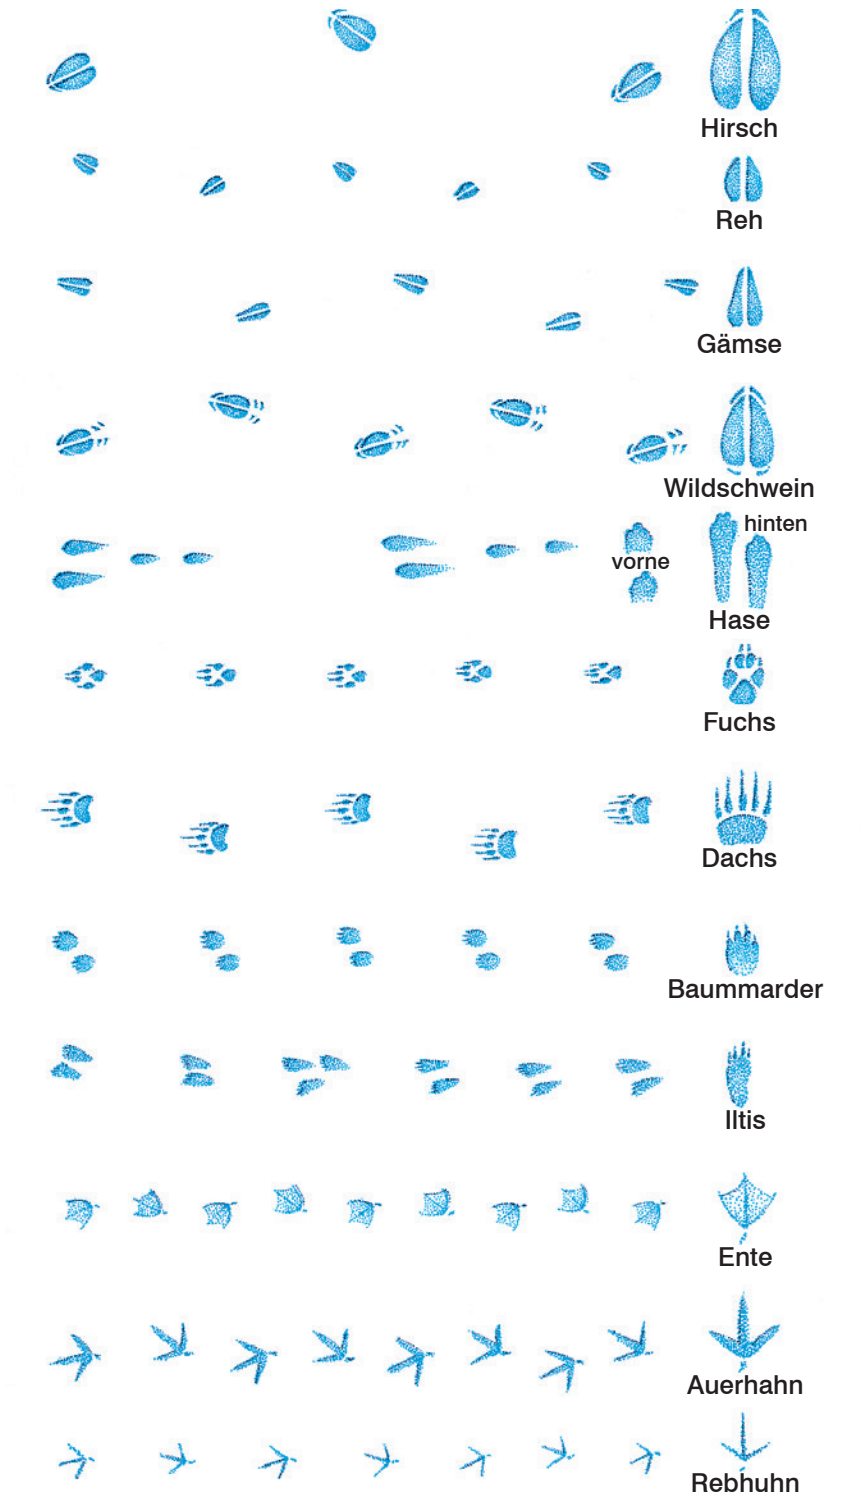 Hirsch
Reh
Gämse
Wildschwein
hinten
vorne
Hase
Fuchs
Dachs
Baummarder
Iltis
Ente
Auerhahn
Rebhuhn